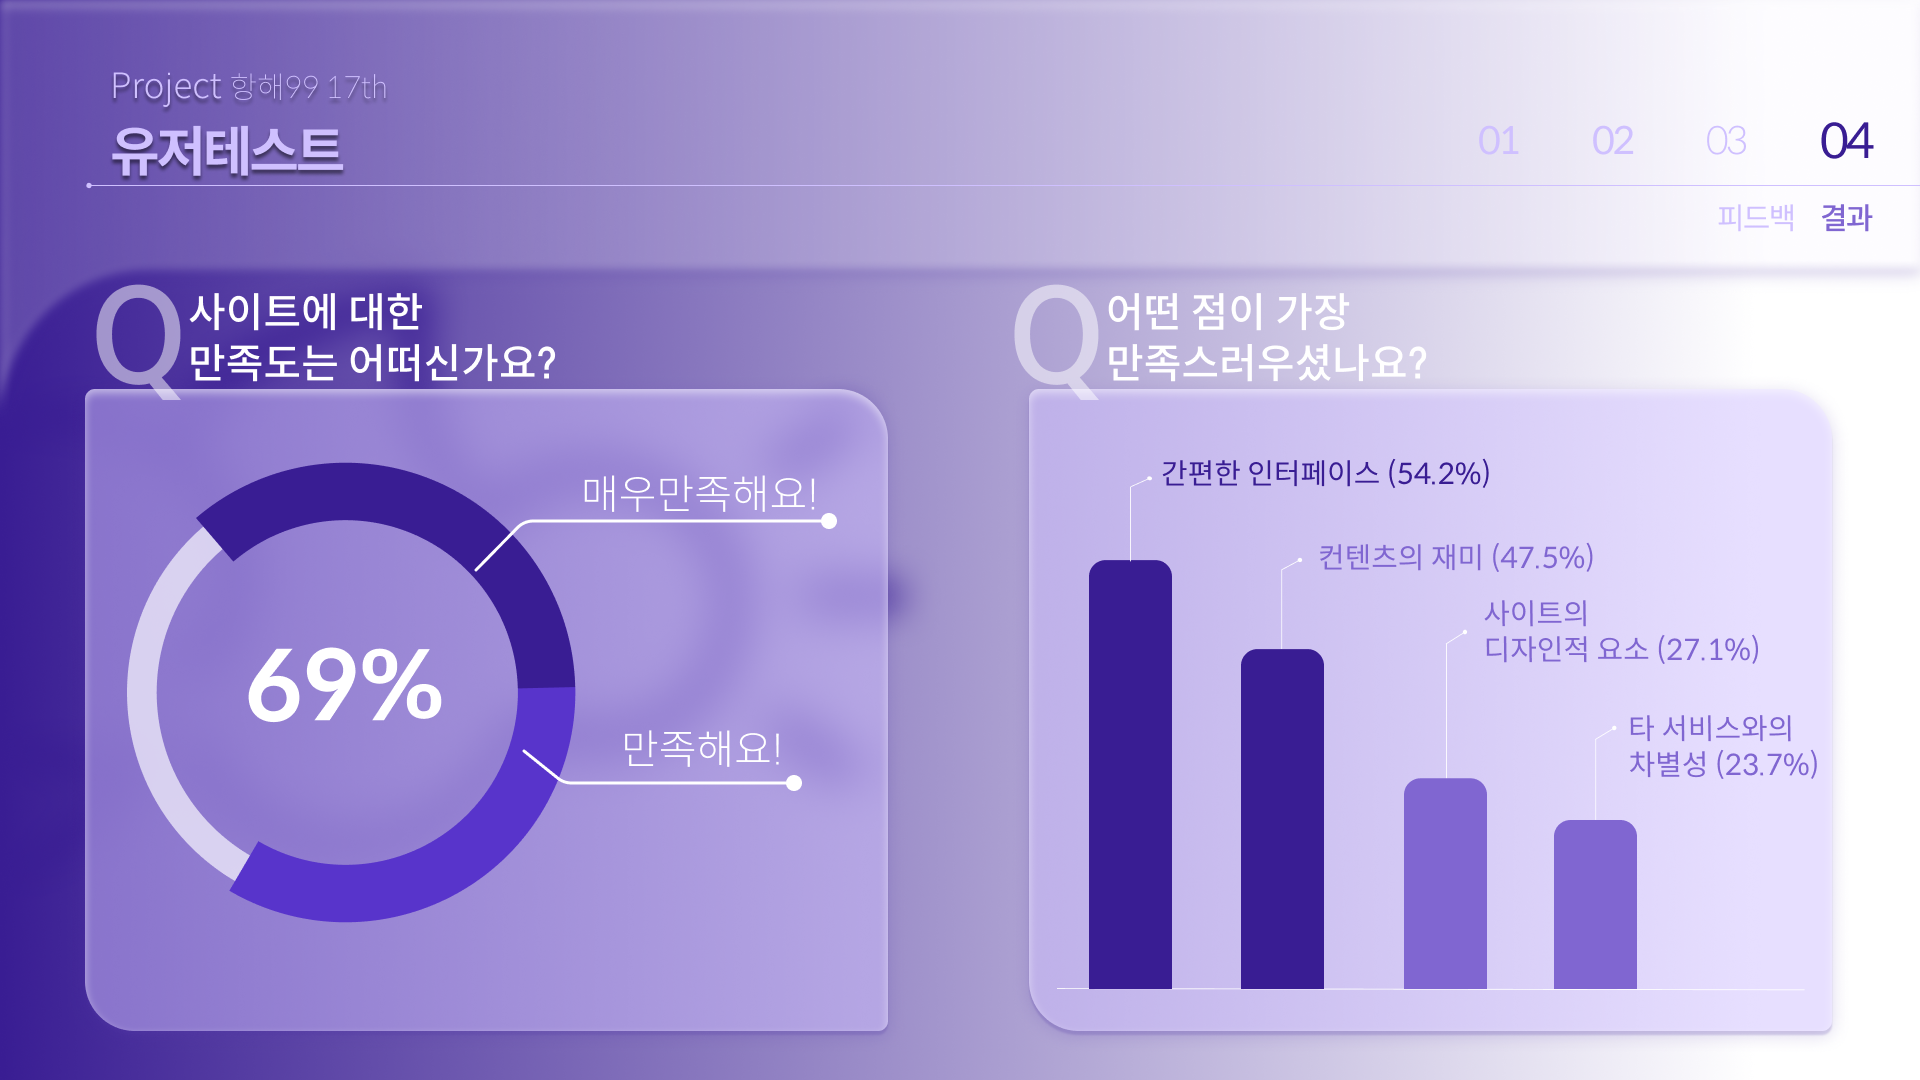 Project 항해99 17th
유저테스트
01 02 03 04
피드백 결과
Q 사이트에 대한
만족도는 어떠신가요?
매우만족해요!
69%
만족해요!
Q 어떤 점이 가장
만족스러우셨나요?
간편한 인터페이스 (54.2%)
컨텐츠의 재미 (47.5%)
사이트의
디자인적 요소 (27.1%)
타 서비스와의
차별성 (23.7%)